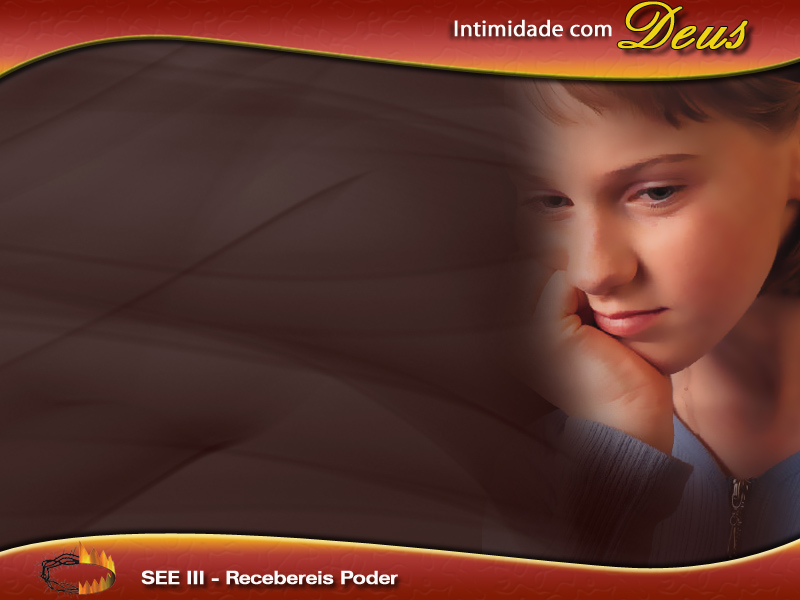 Intimidade com Deus
SEE III - Recebereis Poder